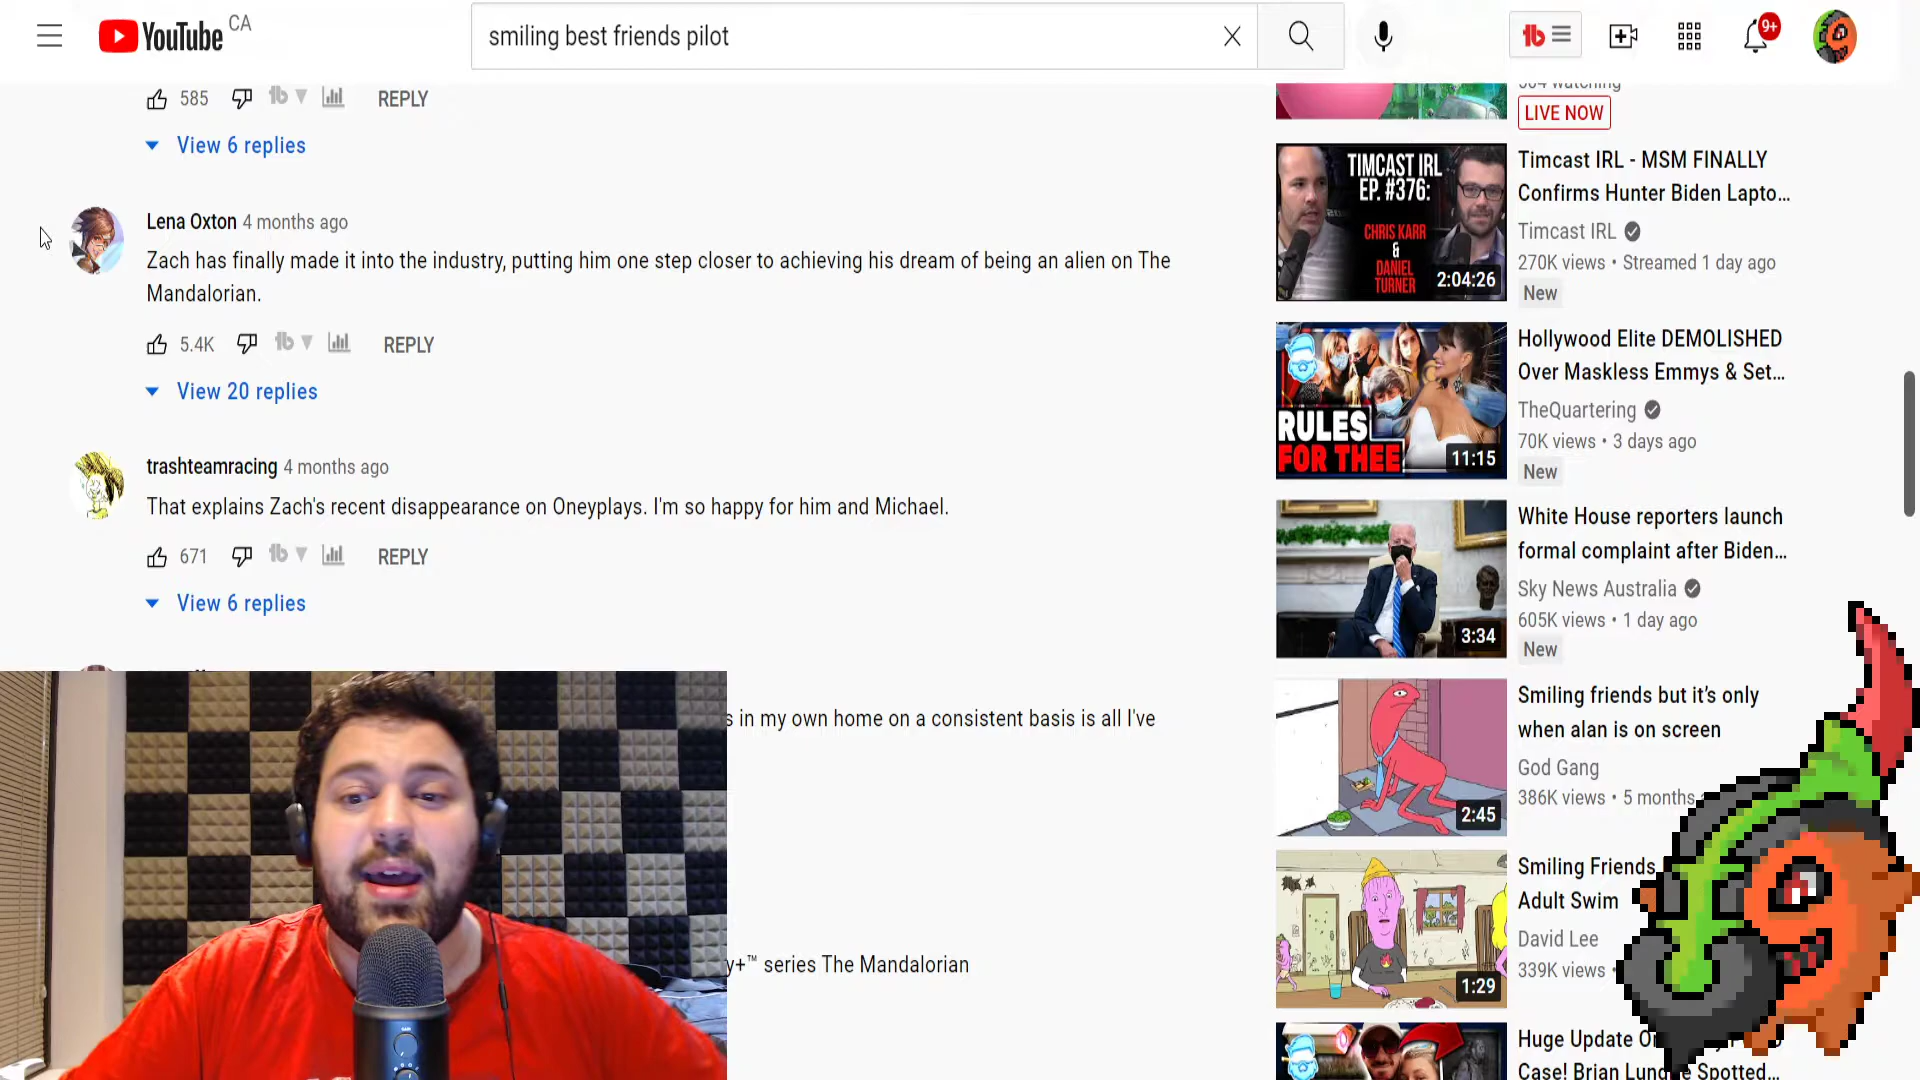 YouTube CA
smiling best friends pilot
9+
585
REPLY
View 6 replies
Lena Oxton 4 months ago
Zach has finally made it into the industry, putting him one step closer to achieving his dream of being an alien on The
Mandalorian.
5.4K
REPLY
View 20 replies
trashteamracing 4 months ago
That explains Zach's recent disappearance on Oneyplays. I'm so happy for him and Michael.
671
REPLY
View 6 replies
in my own home on a consistent basis is all I've
series The Mandalorian
watching
LIVE NOW
TIMCAST IRL
EP. #376:
CHRIS KARR
&
DANIEL
TURNER
2:04:26
Timcast IRL - MSM FINALLY
Confirms Hunter Biden Lapto...
Timcast IRL
270K views • Streamed 1 day ago
New
RULES
FOR THEE
11:15
Hollywood Elite DEMOLISHED
Over Maskless Emmys & Set...
TheQuartering
70K views • 3 days ago
New
3:34
White House reporters launch
formal complaint after Biden...
Sky News Australia
605K views • 1 day ago
New
2:45
Smiling friends but it's only
when alan is on screen
God Gang
386K views • 5 months
1:29
Smiling Friends
Adult Swim
David Lee
339K views •
Huge Update
Case! Brian Spotted...